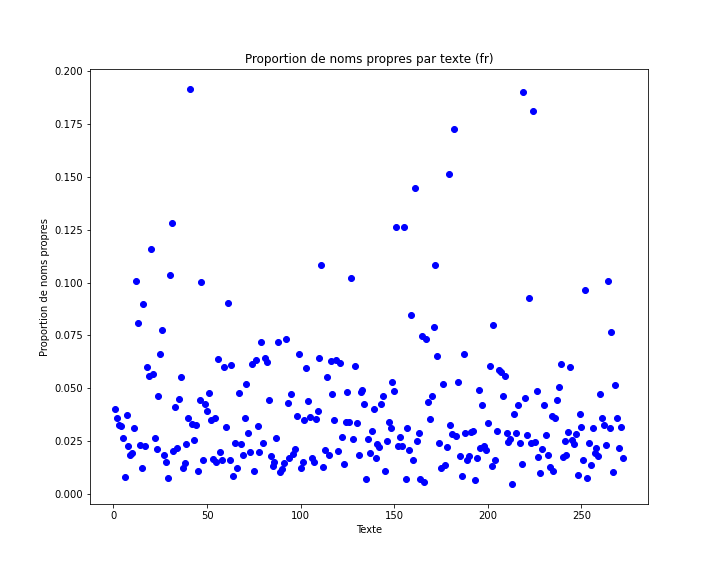 Proportion de noms propres par texte (fr)
Proportion de noms propres
0.200
0.175
0.150
0.125
0.100
0.075
0.050
0.025
0.000
0 50 100 150 200 250
Texte